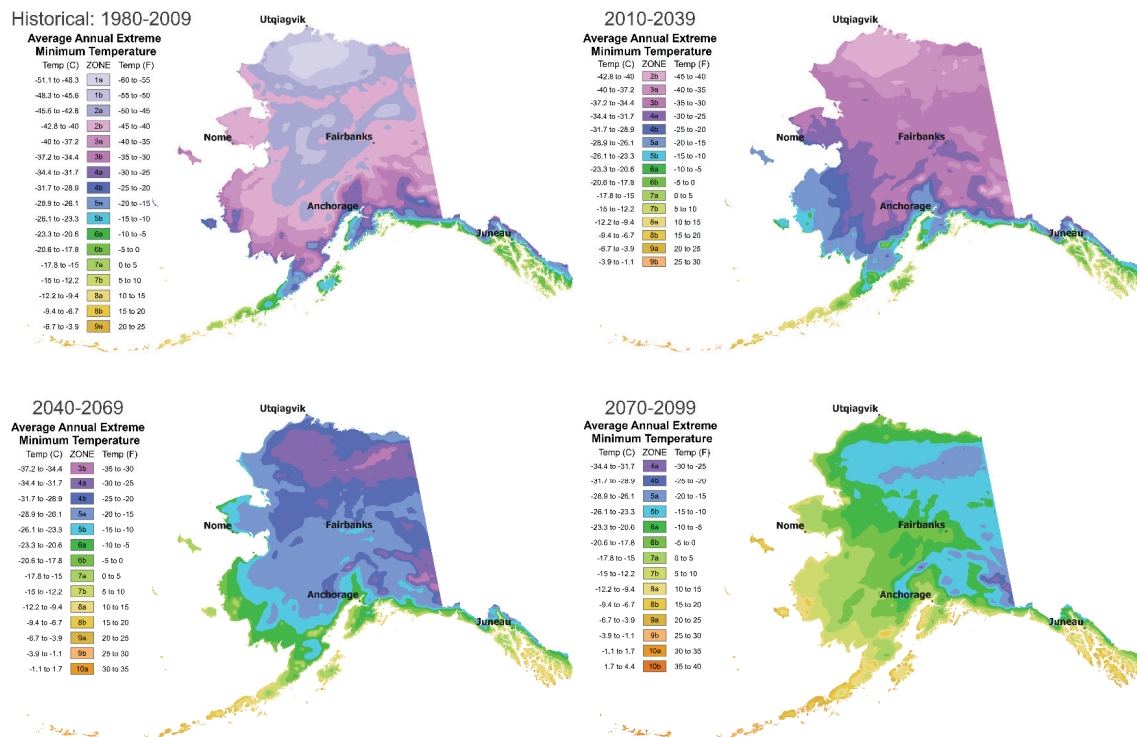 Historical: 1980-2009
Average Annual Extreme
Minimum Temperature
Temp (C) ZONE Temp (F)
-51.1 to -48.3 1a -60 to -55
-48.3 to -45.6 1b -55 to -50
-45.6 to -42.8 2a -50 to -45
-42.8 to -40 2b -45 to -40
-40 to -37.2 3a -40 to -35
-37.2 to -34.4 3b -35 to -30
-34.4 to -31.7 4a -30 to -25
-31.7 to -28.9 4b -25 to -20
-28.9 to -26.1 5a -20 to -15
-26.1 to -23.3 5b -15 to -10
-23.3 to -20.6 6a -10 to -5
-20.6 to -17.8 6b -5 to 0
-17.8 to -15 7a 0 to 5
-15 to -12.2 7b 5 to 10
-12.2 to -9.4 8a 10 to 15
-9.4 to -6.7 8b 15 to 20
-6.7 to -3.9 9a 20 to 25
Utqiagvik
Nome
Fairbanks
Anchorage
Juneau
2010-2039
Average Annual Extreme
Minimum Temperature
Temp (C) ZONE Temp (F)
-42.8 to -40 2b -45 to -40
-40 to -37.2 3a -40 to -35
-37.2 to -34.4 3b -35 to -30
-34.4 to -31.7 4a -30 to -25
-31.7 to -28.9 4b -25 to -20
-28.9 to -26.1 5a -20 to -15
-26.1 to -23.3 5b -15 to -10
-23.3 to -20.6 6a -10 to -5
-20.6 to -17.8 6b -5 to 0
-17.8 to -15 7a 0 to 5
-15 to -12.2 7b 5 to 10
-12.2 to -9.4 8a 10 to 15
-9.4 to -6.7 8b 15 to 20
-6.7 to -3.9 9a 20 to 25
-3.9 to -1.1 9b 25 to 30
Utqiagvik
Nome
Fairbanks
Anchorage
Juneau
2040-2069
Average Annual Extreme
Minimum Temperature
Temp (C) ZONE Temp (F)
-37.2 to -34.4 3b -35 to -30
-34.4 to -31.7 4a -30 to -25
-31.7 to -28.9 4b -25 to -20
-28.9 to -26.1 5a -20 to -15
-26.1 to -23.3 5b -15 to -10
-23.3 to -20.6 6a -10 to -5
-20.6 to -17.8 6b -5 to 0
-17.8 to -15 7a 0 to 5
-15 to -12.2 7b 5 to 10
-12.2 to -9.4 8a 10 to 15
-9.4 to -6.7 8b 15 to 20
-6.7 to -3.9 9a 20 to 25
-3.9 to -1.1 9b 25 to 30
-1.1 to 1.7 10a 30 to 35
Utqiagvik
Nome
Fairbanks
Anchorage
Juneau
2070-2099
Average Annual Extreme
Minimum Temperature
Temp (C) ZONE Temp (F)
-34.4 to -31.7 4a -30 to -25
-31.7 to -28.9 4b -25 to -20
-28.9 to -26.1 5a -20 to -15
-26.1 to -23.3 5b -15 to -10
-23.3 to -20.6 6a -10 to -5
-20.6 to -17.8 6b -5 to 0
-17.8 to -15 7a 0 to 5
-15 to -12.2 7b 5 to 10
-12.2 to -9.4 8a 10 to 15
-9.4 to -6.7 8b 15 to 20
-6.7 to -3.9 9a 20 to 25
-3.9 to -1.1 9b 25 to 30
-1.1 to 1.7 10a 30 to 35
1.7 to 4.4 10b 35 to 40
Utqiagvik
Nome
Fairbanks
Anchorage
Juneau